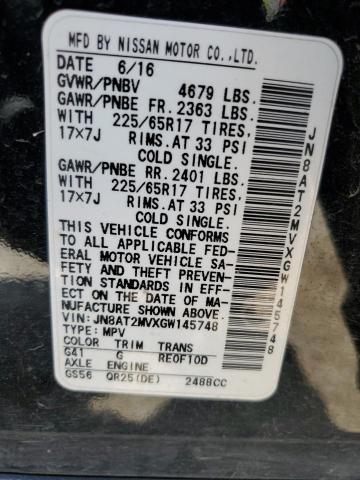 MFD BY NISSAN MOTOR CO.,LTD.
6/16
GVWR/PNBV 4679 LBS.
GAWR/PNBE FR. 2363 LBS.
WITH 225/65R17 TIRES,
17X7J RIMS.AT 33 PSI
COLD SINGLE.
GAWR/PNBE RR. 2401 LBS.
WITH 225/65R17 TIRES,
17X7J RIMS.AT 33 PSI
COLD SINGLE.
THIS VEHICLE CONFORMS
TO ALL APPLICABLE FED-
ERAL MOTOR VEHICLE SA-
FETY AND THEFT PREVEN-
TION STANDARDS IN EFFE-
CT ON THE DATE OF MA-
NUFACTURE SHOWN ABOVE.
VIN: JN8AT2MVXGW145748
TYPE: MPV
COLOR TRIM TRANS
G41 G RE0F10D
AXLE ENGINE
GS56 QR25(DE) 2488CC
JN8AT2MVXGW145748